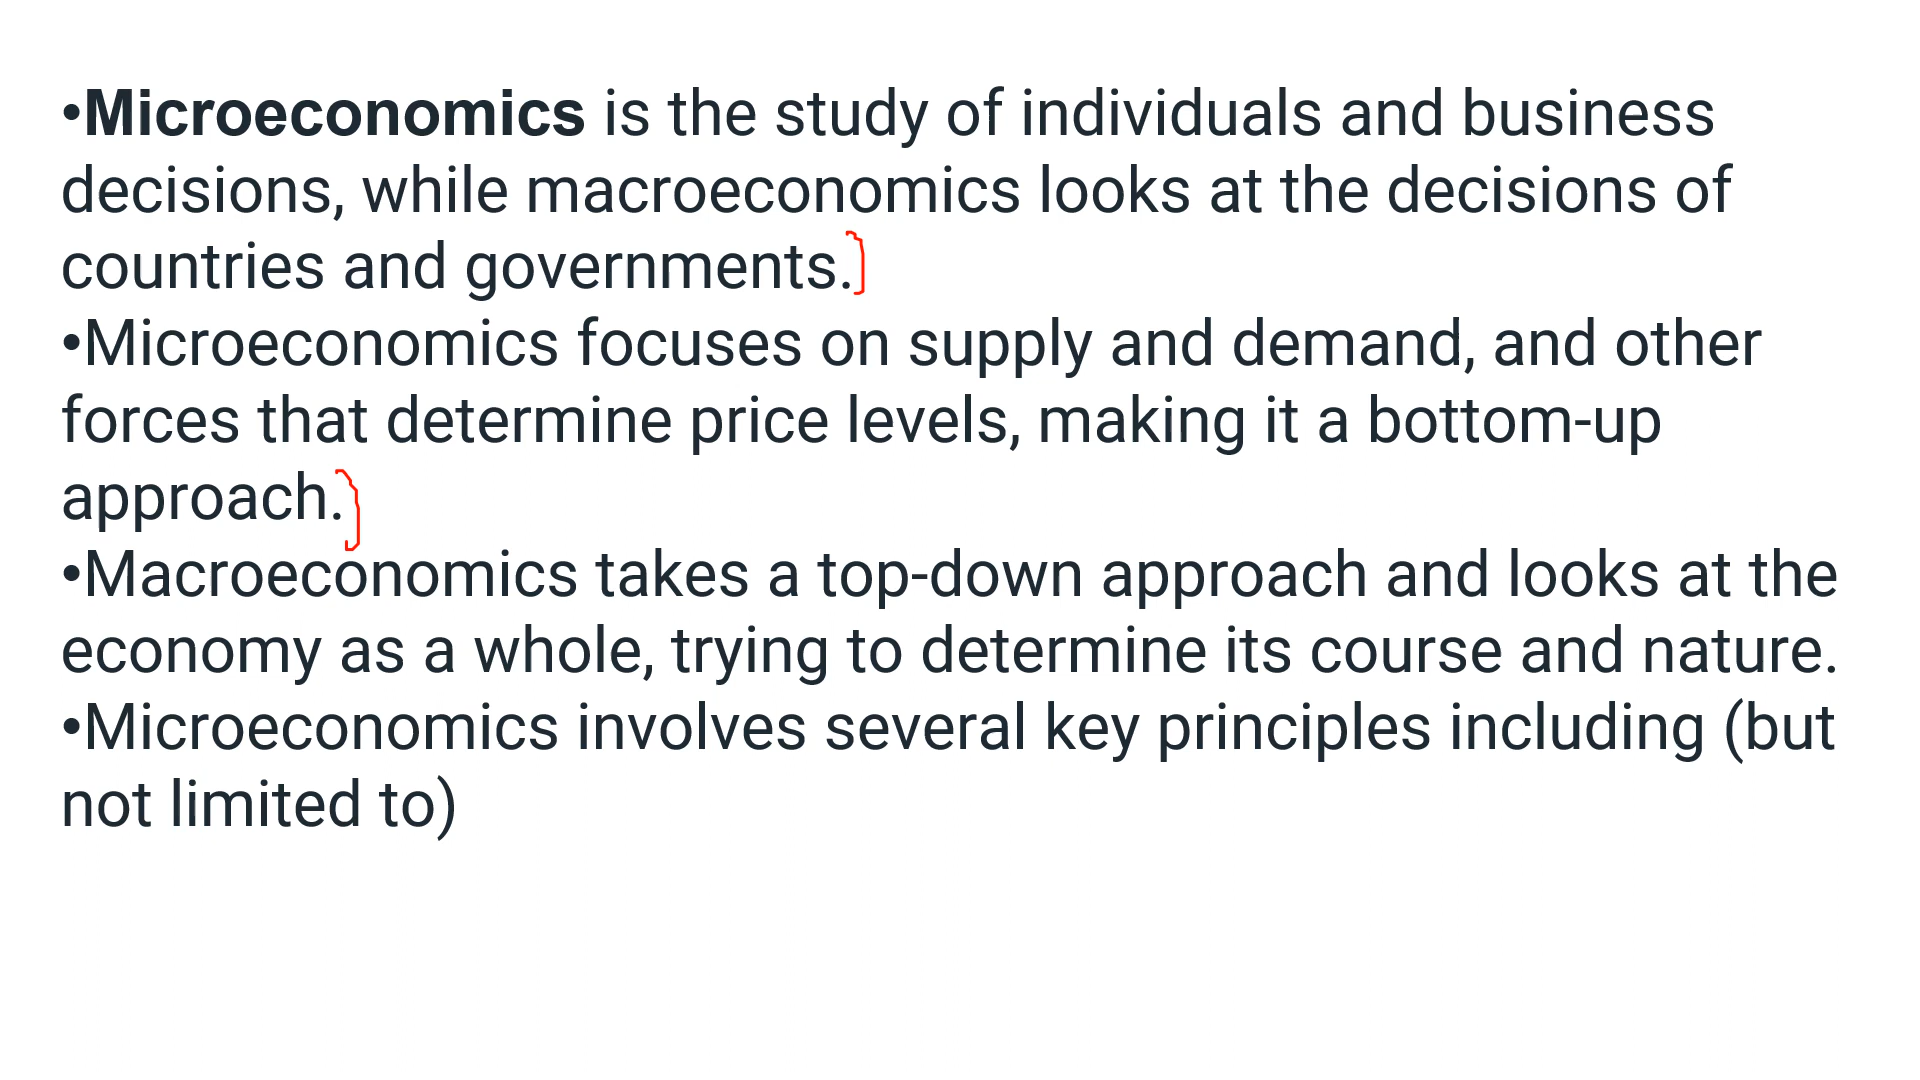 •Microeconomics is the study of individuals and business
decisions, while macroeconomics looks at the decisions of
countries and governments.
•Microeconomics focuses on supply and demand, and other
forces that determine price levels, making it a bottom-up
approach.
•Macroeconomics takes a top-down approach and looks at the
economy as a whole, trying to determine its course and nature.
•Microeconomics involves several key principles including (but
not limited to)